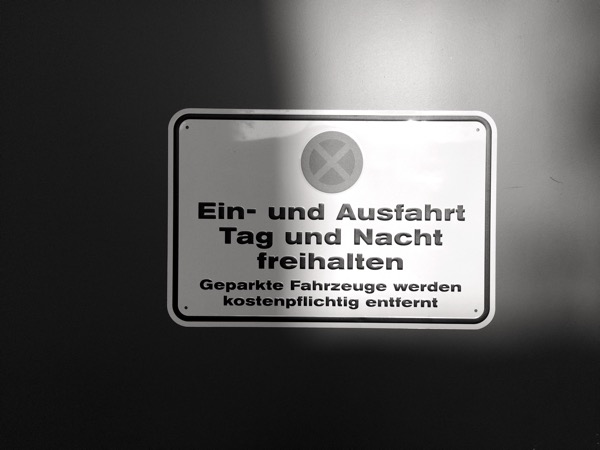 Ein- und Ausfahrt
Tag und Nacht
freihalten
Geparkte Fahrzeuge werden
kostenpflichtig entfernt